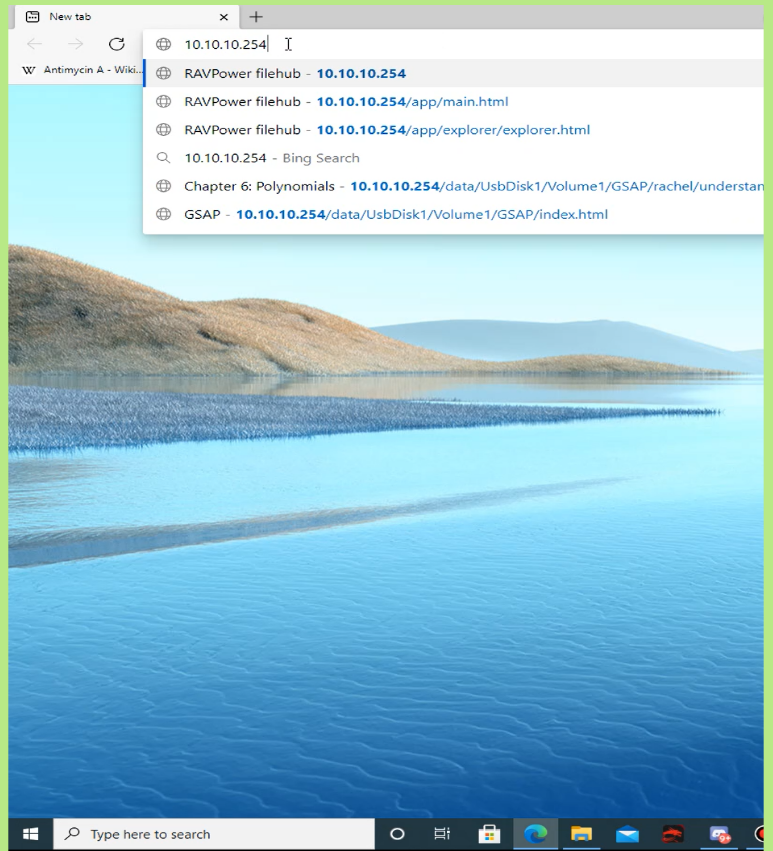 New tab
10.10.10.254
W Antimycin A - Wiki...
RAVPower filehub - 10.10.10.254
RAVPower filehub - 10.10.10.254/app/main.html
RAVPower filehub - 10.10.10.254/app/explorer/explorer.html
10.10.10.254 - Bing Search
Chapter 6: Polynomials - 10.10.10.254/data/UsbDisk1/Volume1/GSAP/rachel/understan
GSAP - 10.10.10.254/data/UsbDisk1/Volume1/GSAP/index.html
Type here to search
9+